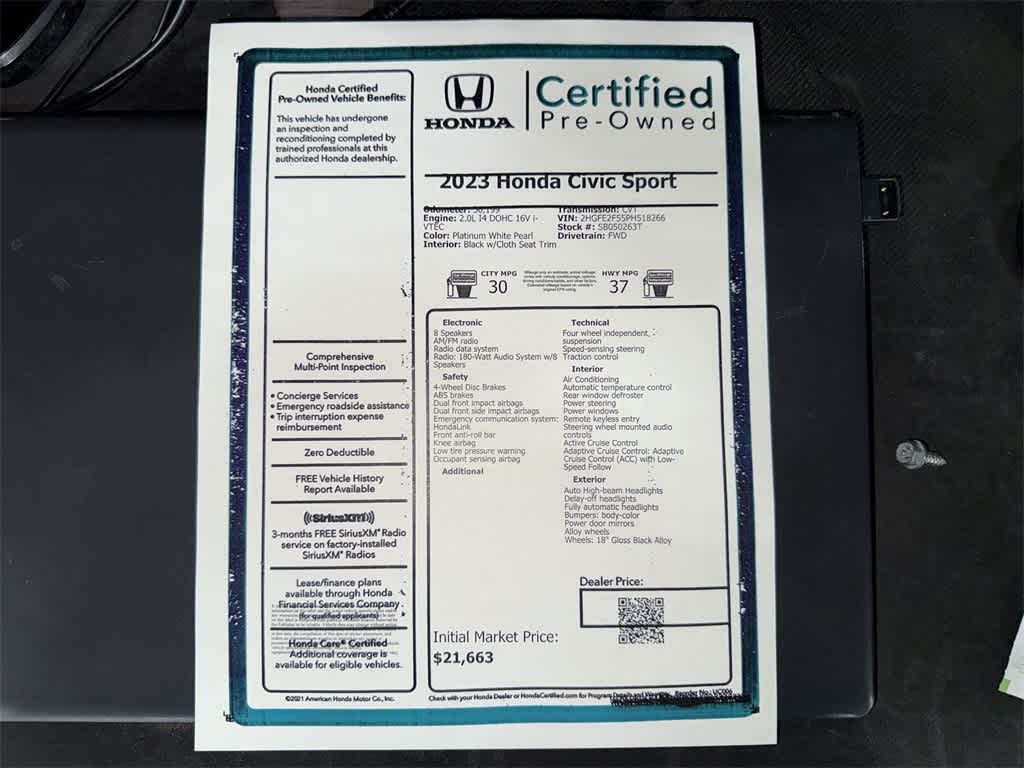 Honda Certified
Pre-Owned Vehicle Benefits:
This vehicle has undergone
an inspection and
reconditioning completed by
trained professionals at this
authorized Honda dealership.
Comprehensive
Multi-Point Inspection
• Concierge Services
• Emergency roadside assistance
• Trip interruption expense
reimbursement
Zero Deductible
FREE Vehicle History
Report Available
((SiriusXM))
3-months FREE SiriusXM® Radio
service on factory-installed
SiriusXM® Radios
Lease/finance plans
available through Honda
Financial Services Company
(for qualified applicants)
Honda Care® Certified
Additional coverage is
available for eligible vehicles.
©2021 American Honda Motor Co., Inc.
HONDA
Certified
Pre-Owned
2023 Honda Civic Sport
Odometer: 50,199
Engine: 2.0L I4 DOHC 16V i-
VTEC
Color: Platinum White Pearl
Interior: Black w/Cloth Seat Trim
Transmission: CVT
VIN: 2HGFE2F55PH518266
Stock #: SB050263T
Drivetrain: FWD
CITY MPG
30
HWY MPG
37
Electronic
8 Speakers
AM/FM radio
Radio data system
Radio: 180-Watt Audio System w/8
Speakers
Safety
4-Wheel Disc Brakes
ABS brakes
Dual front impact airbags
Dual front side impact airbags
Emergency communication system:
HondaLink
Front anti-roll bar
Knee airbag
Low tire pressure warning
Occupant sensing airbag
Additional
Technical
Four wheel independent,
suspension
Speed-sensing steering
Traction control
Interior
Air Conditioning
Automatic temperature control
Rear window defroster
Power steering
Power windows
Remote keyless entry
Steering wheel mounted audio
controls
Active Cruise Control
Adaptive Cruise Control: Adaptive
Cruise Control (ACC) with Low-
Speed Follow
Exterior
Auto High-beam Headlights
Delay-off headlights
Fully automatic headlights
Bumpers: body-color
Power door mirrors
Alloy wheels
Wheels: 18" Gloss Black Alloy
Dealer Price:
Initial Market Price:
$21,663
Check with your Honda Dealer or HondaCertified.com for Program Details and Warranty. Reorder No.: UC006